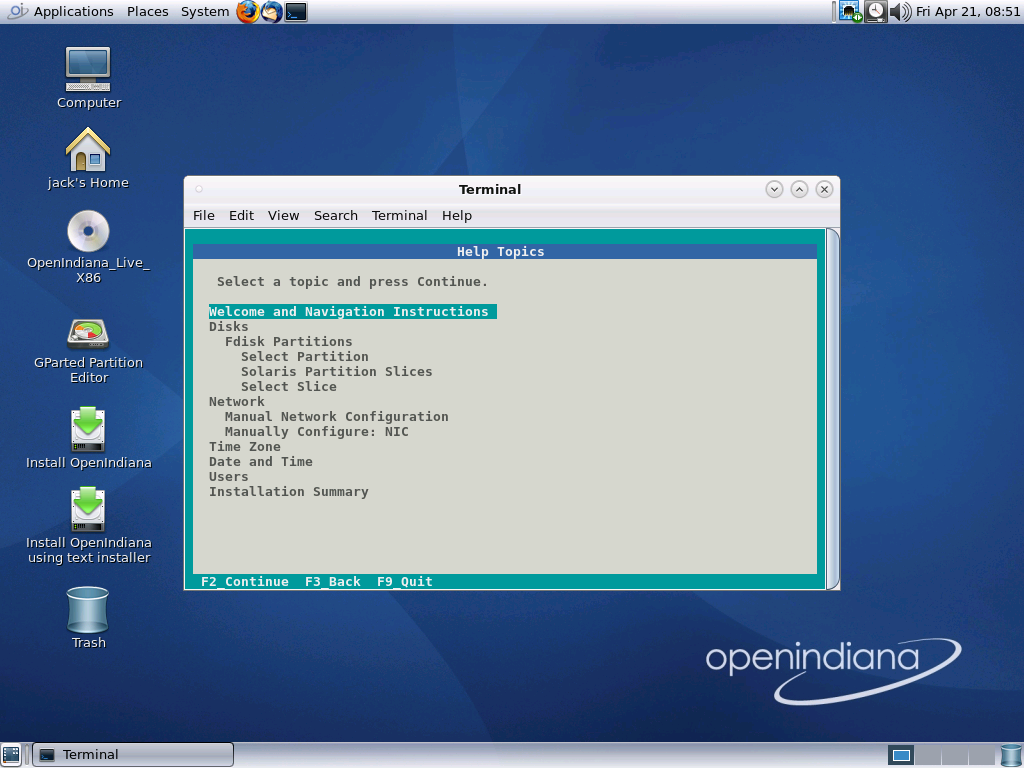 Applications Places System Fri Apr 21, 08:51
Computer
jack's Home
OpenIndiana_Live_
X86
GParted Partition
Editor
Install OpenIndiana
Install OpenIndiana
using text installer
Trash
Terminal
File Edit View Search Terminal Help
Help Topics
Select a topic and press Continue.
Welcome and Navigation Instructions
Disks
Fdisk Partitions
Select Partition
Solaris Partition Slices
Select Slice
Network
Manual Network Configuration
Manually Configure: NIC
Time Zone
Date and Time
Users
Installation Summary
F2_Continue F3_Back F9_Quit
openindiana
Terminal